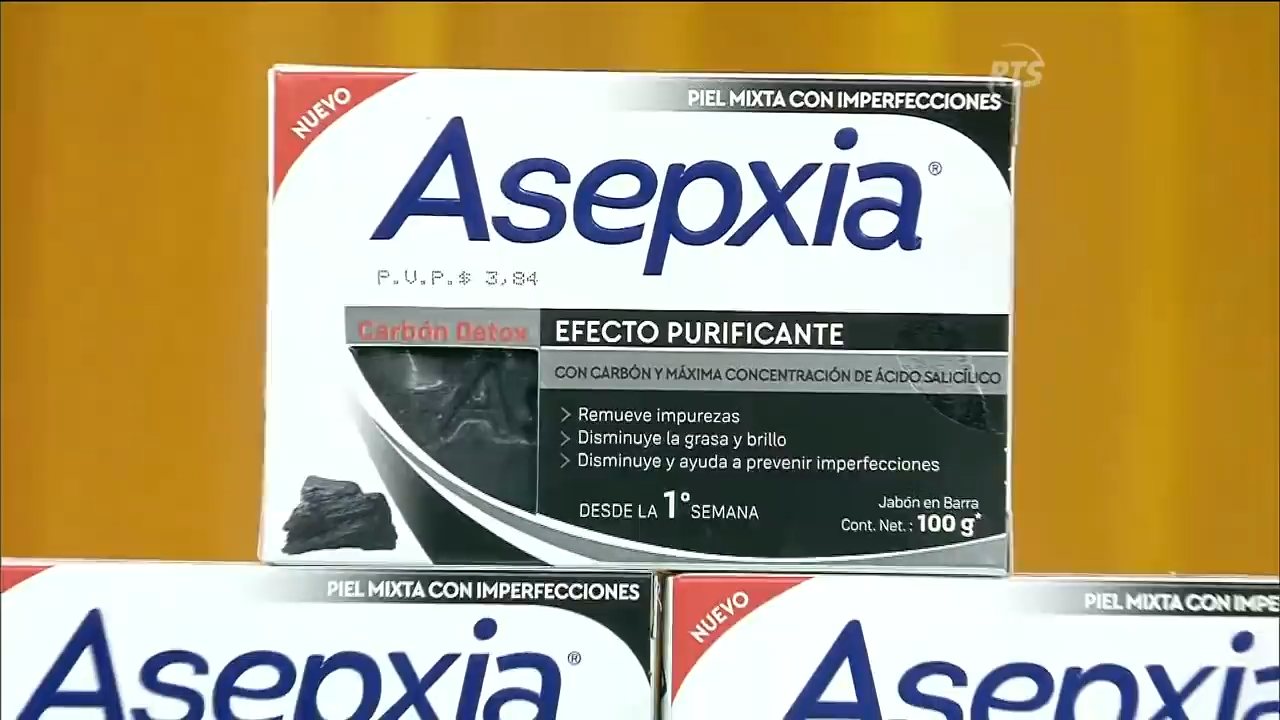 RTS
NUEVO
PIEL MIXTA CON IMPERFECCIONES
Asepxia®
P.V.P.$ 3,84
Carbón Detox
EFECTO PURIFICANTE
CON CARBÓN Y MÁXIMA CONCENTRACIÓN DE ÁCIDO SALICÍLICO
A
> Remueve impurezas
> Disminuye la grasa y brillo
> Disminuye y ayuda a prevenir imperfecciones
DESDE LA 1° SEMANA
Jabón en Barra
Cont. Net.: 100 g*
PIEL MIXTA CON IMPERFECCIONES
Asepxia®
NUEVO
PIEL MIXTA CON IMPE
Asepxia